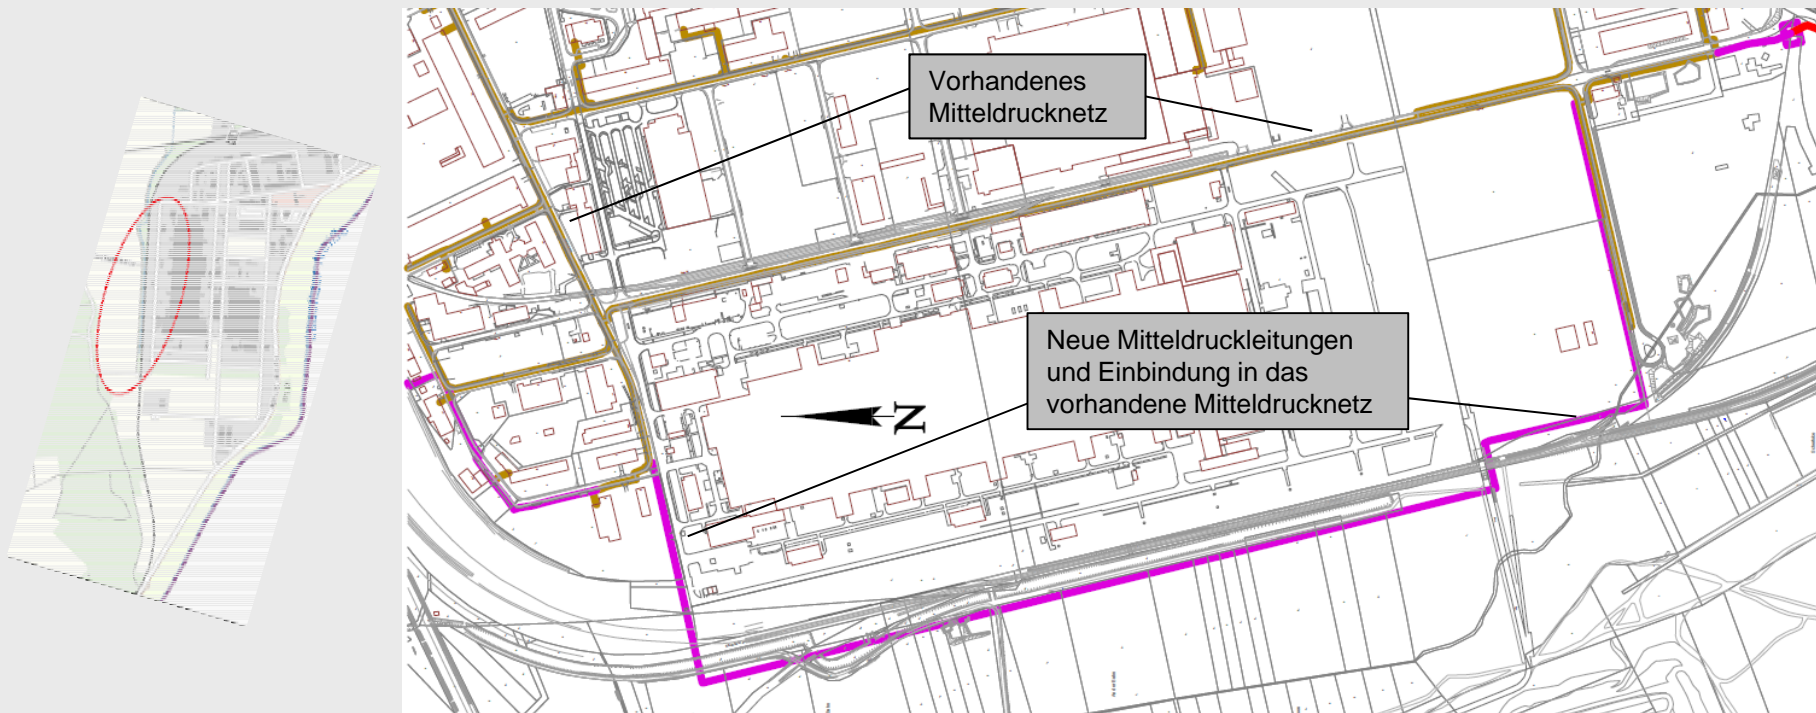 Vorhandenes
Mitteldrucknetz
Neue Mitteldruckleitungen
und Einbindung in das
vorhandene Mitteldrucknetz
N